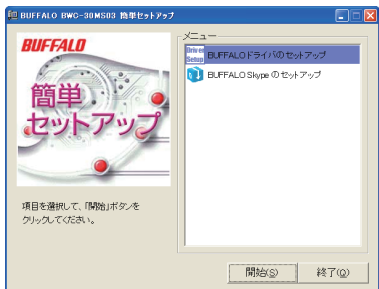 BUFFALO BWC-30MS03 簡単セットアップ
BUFFALO
簡単
セットアップ
項目を選択して、「開始」ボタンを
クリックしてください。
メニュー
Driver
Setup
BUFFALOドライバのセットアップ
BUFFALO Skype のセットアップ
開始(S)
終了(Q)